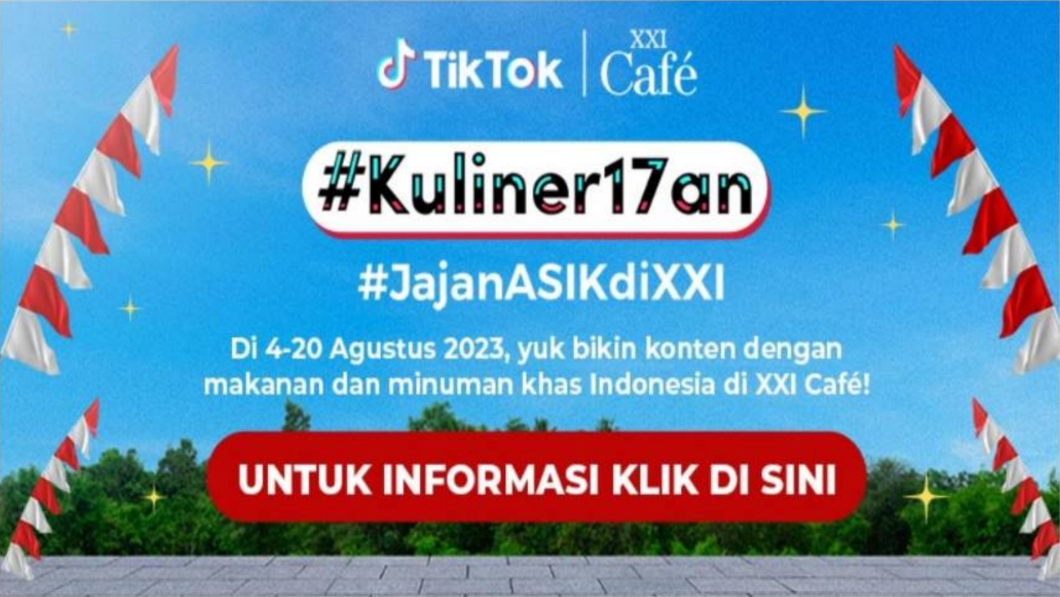 TikTok
XXI
Café
#Kuliner17an
#JajanASIKdiXXI
Di 4-20 Agustus 2023, yuk bikin konten dengan
makanan dan minuman khas Indonesia di XXI Café!
UNTUK INFORMASI KLIK DI SINI